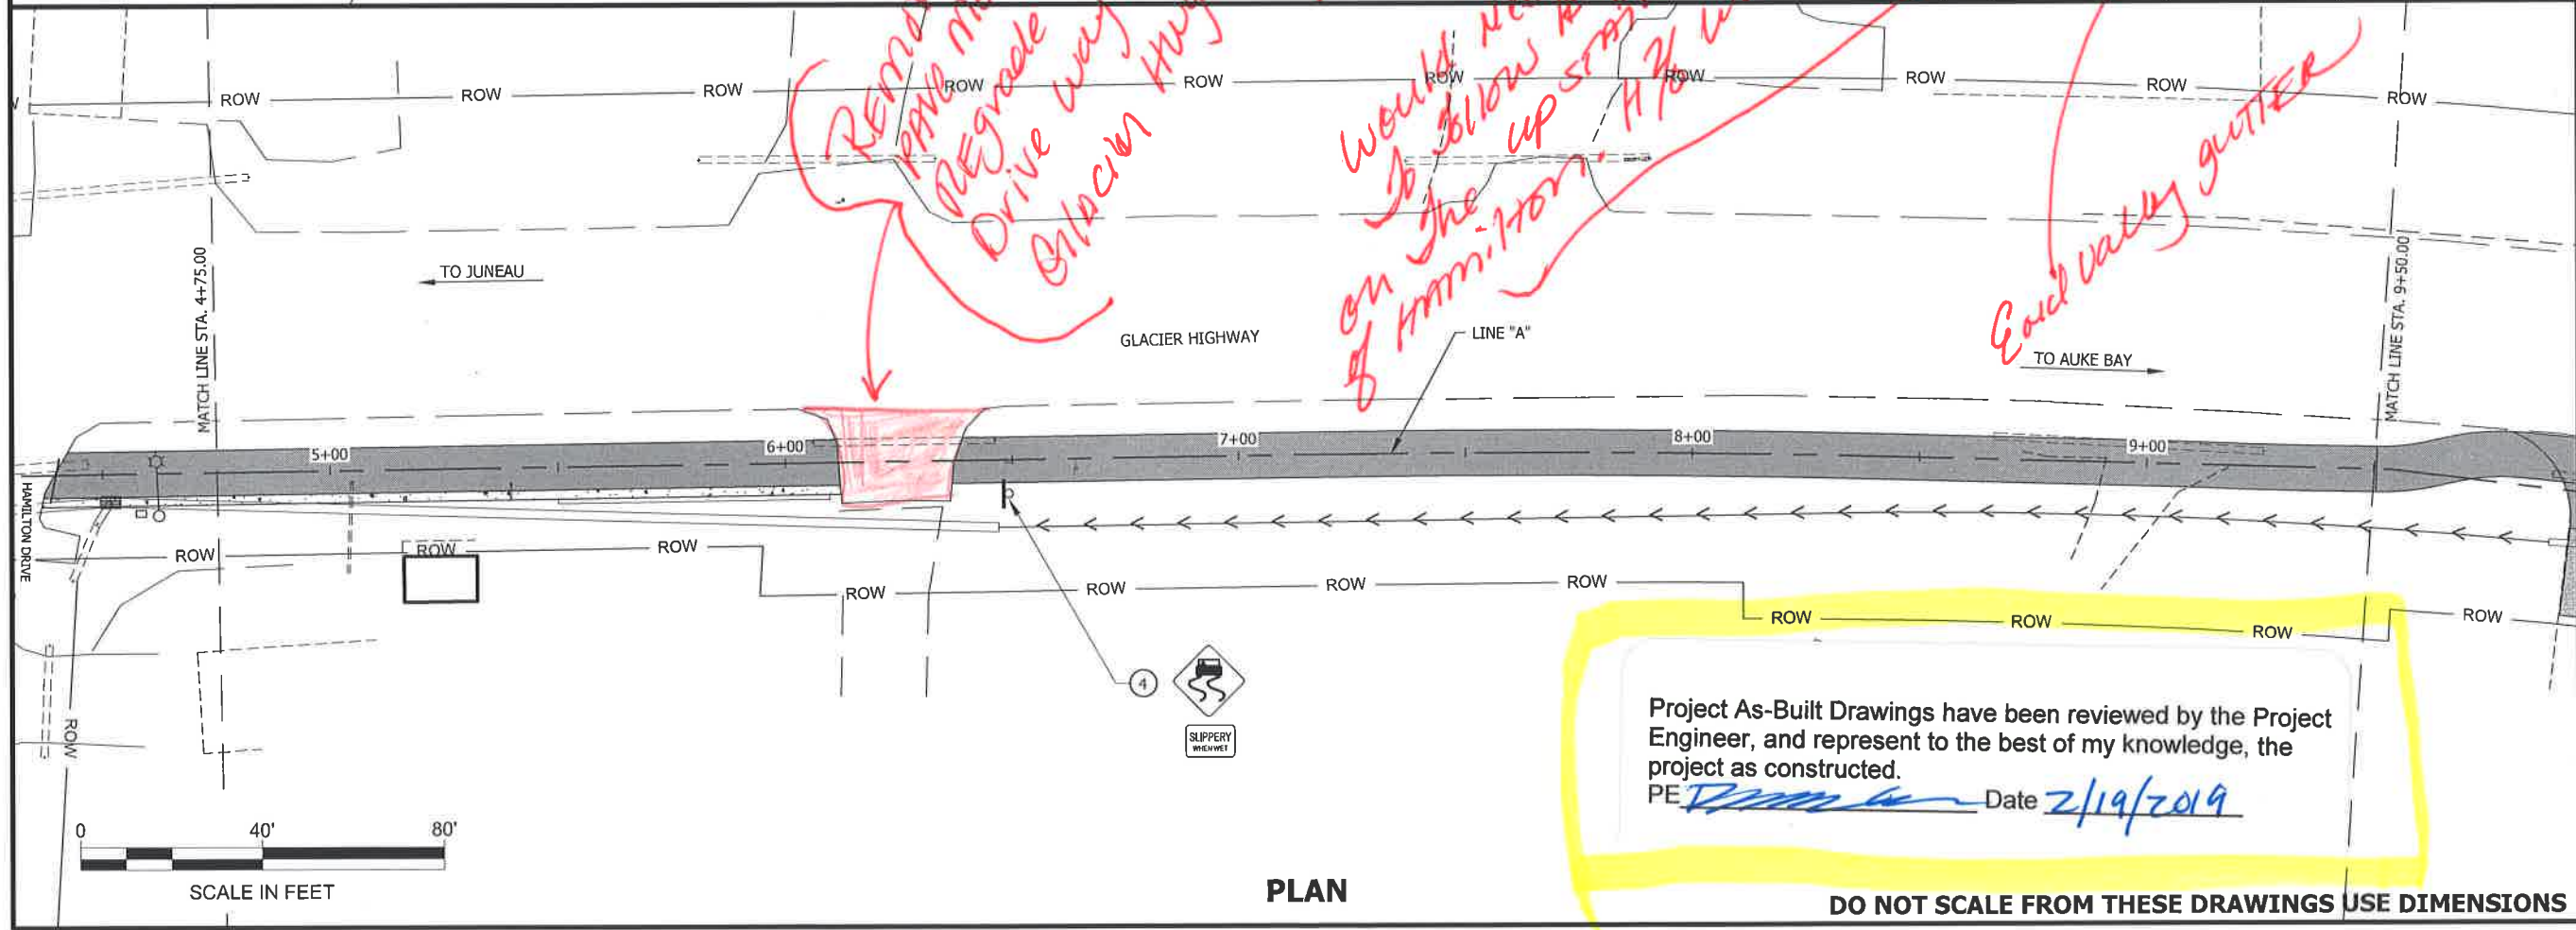 Regrade
Drive way
Glacier Hwy
would
To follow
on The up
of Hamilton.
End valley gutter
ROW ROW ROW ROW ROW ROW ROW ROW ROW ROW
MATCH LINE STA. 4+75.00
TO JUNEAU
GLACIER HIGHWAY
LINE "A"
TO AUKE BAY
MATCH LINE STA. 9+50.00
5+00
6+00
7+00
8+00
9+00
HAMILTON DRIVE
ROW ROW ROW
ROW ROW ROW ROW
ROW ROW ROW
ROW
ROW
4
SLIPPERY
WHEN WET
Project As-Built Drawings have been reviewed by the Project
Engineer, and represent to the best of my knowledge, the
project as constructed.
PE Date 2/19/2019
0 40' 80'
SCALE IN FEET
PLAN
DO NOT SCALE FROM THESE DRAWINGS USE DIMENSIONS